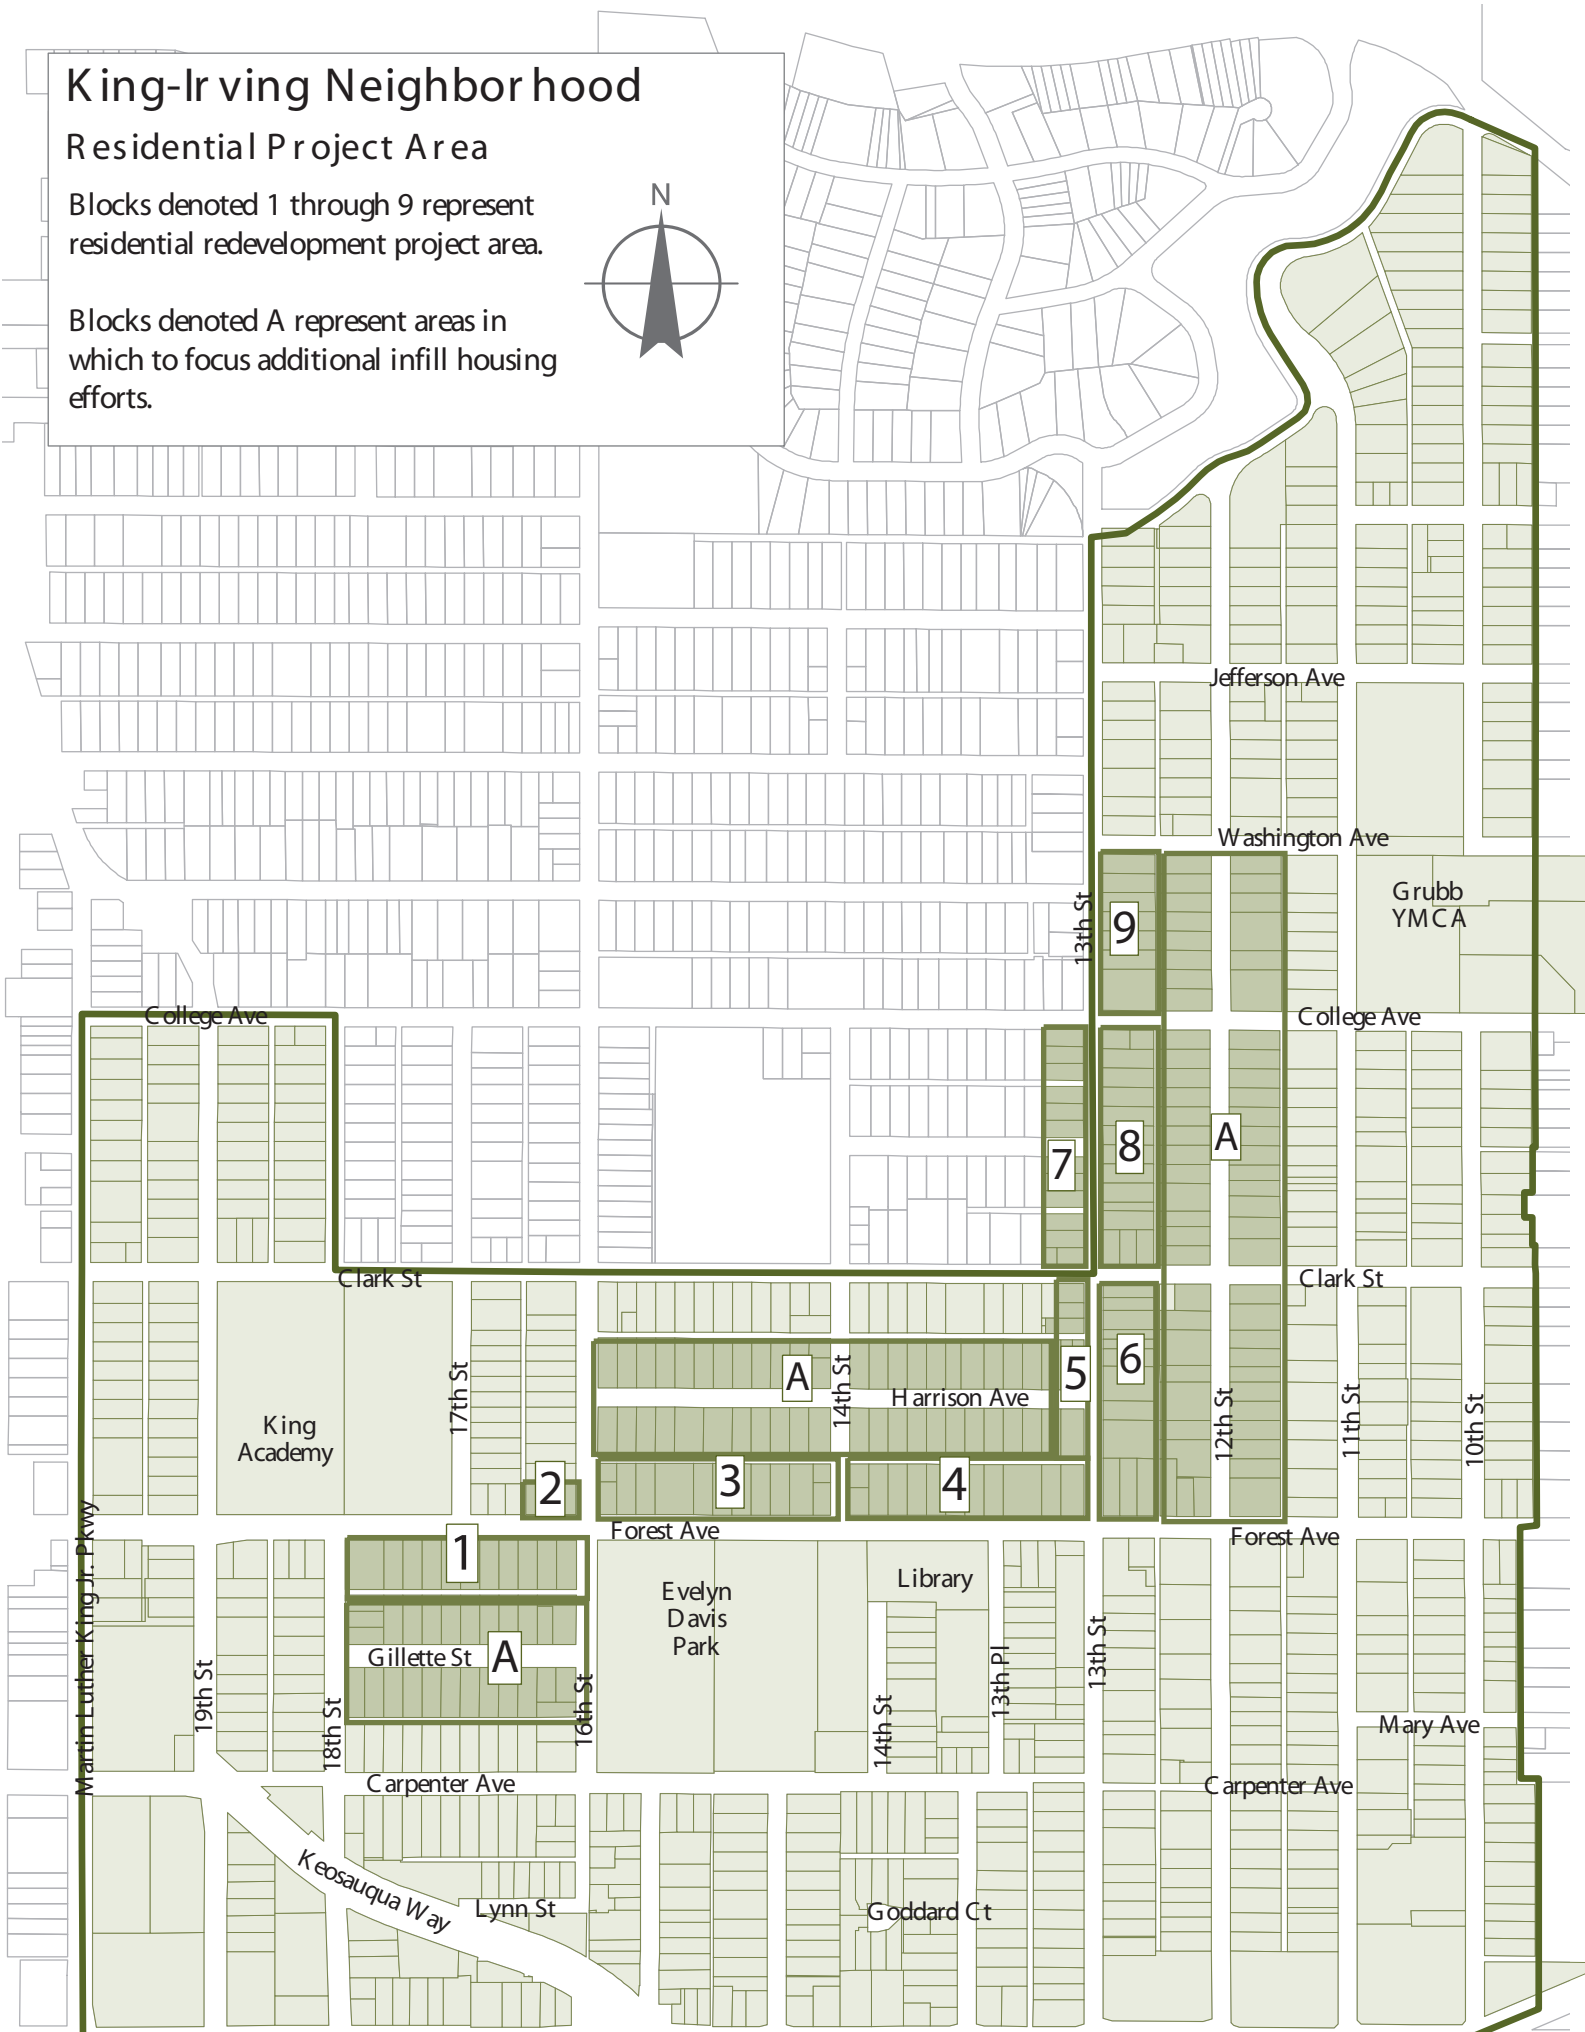 King-Irving Neighborhood
Residential Project Area
Blocks denoted 1 through 9 represent
residential redevelopment project area.
Blocks denoted A represent areas in
which to focus additional infill housing
efforts.
N
Jefferson Ave
Washington Ave
Grubb
YMCA
13th St
9
College Ave
College Ave
7
8
A
Clark St
Clark St
A
14th St
Harrison Ave
5
6
17th St
12th St
11th St
10th St
King
Academy
2
3
4
Forest Ave
Forest Ave
1
Martin Luther King Jr. Pkwy
Evelyn
Davis
Park
Library
Gillette St
A
19th St
18th St
16th St
14th St
13th Pl
13th St
Mary Ave
Carpenter Ave
Carpenter Ave
Keosauqua Way
Lynn St
Goddard Ct